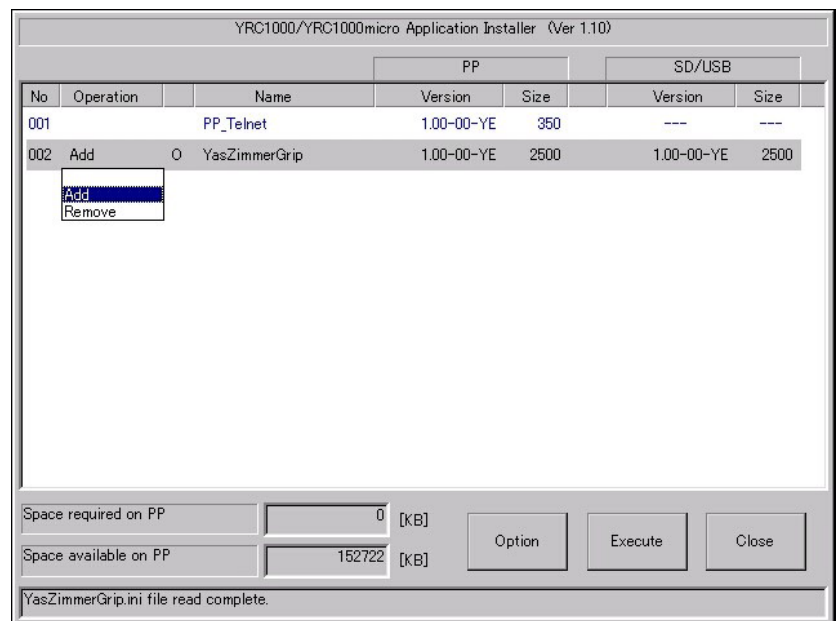 YRC1000/YRC1000micro Application Installer (Ver 1.10)
PP SD/USB
No Operation Name Version Size Version Size
001 PP_Telnet 1.00-00-YE 350 --- ---
002 Add O YasZimmerGrip 1.00-00-YE 2500 1.00-00-YE 2500
Add
Remove
Space required on PP 0 [KB]
Option Execute Close
Space available on PP 152722 [KB]
YasZimmerGrip.ini file read complete.